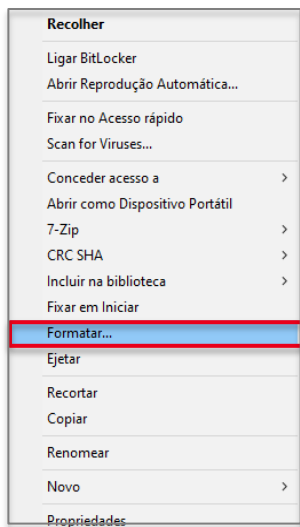 Recolher
Ligar BitLocker
Abrir Reprodução Automática...
Fixar no Acesso rápido
Scan for Viruses...
Conceder acesso a
Abrir como Dispositivo Portátil
7-Zip
CRC SHA
Incluir na biblioteca
Fixar em Iniciar
Formatar...
Ejetar
Recortar
Copiar
Renomear
Novo
Propriedades